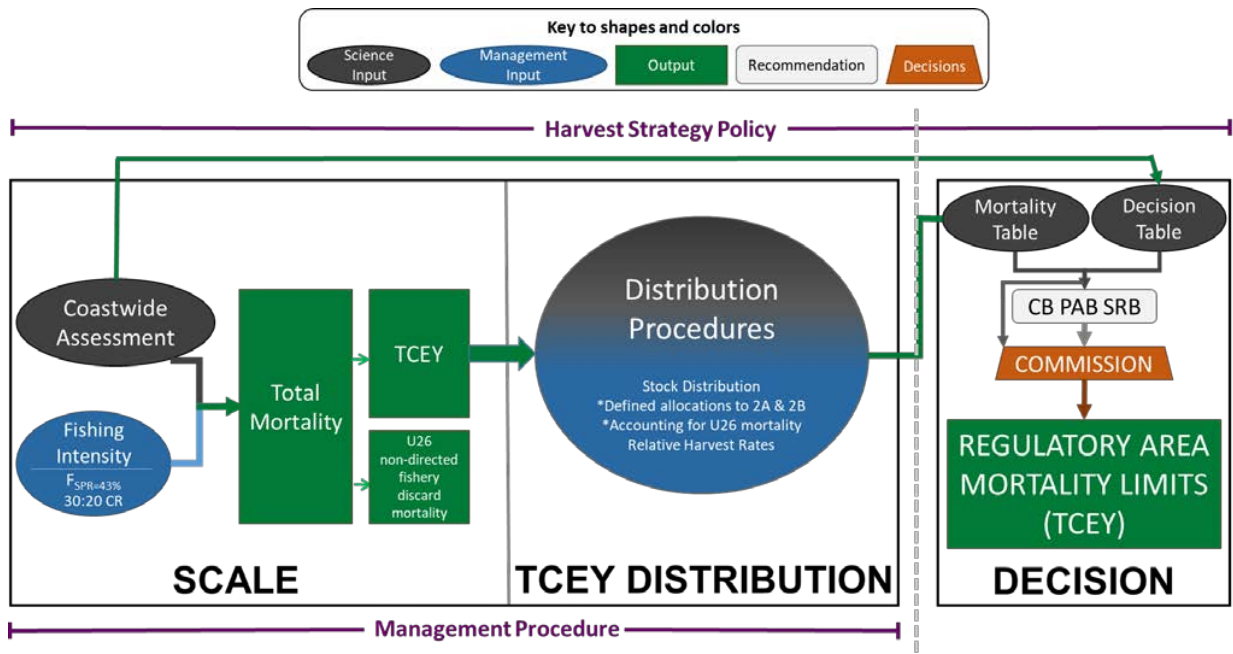 Key to shapes and colors
Science
Input
Management
Input
Output
Recommendation
Decisions
Harvest Strategy Policy
Coastwide
Assessment
Fishing
Intensity
FSPR=43%
30:20 CR
Total
Mortality
TCEY
U26
non-directed
fishery
discard
mortality
SCALE
Distribution
Procedures
Stock Distribution
*Defined allocations to 2A & 2B
*Accounting for U26 mortality
Relative Harvest Rates
TCEY DISTRIBUTION
Mortality
Table
Decision
Table
CB PAB SRB
COMMISSION
REGULATORY AREA
MORTALITY LIMITS
(TCEY)
DECISION
Management Procedure